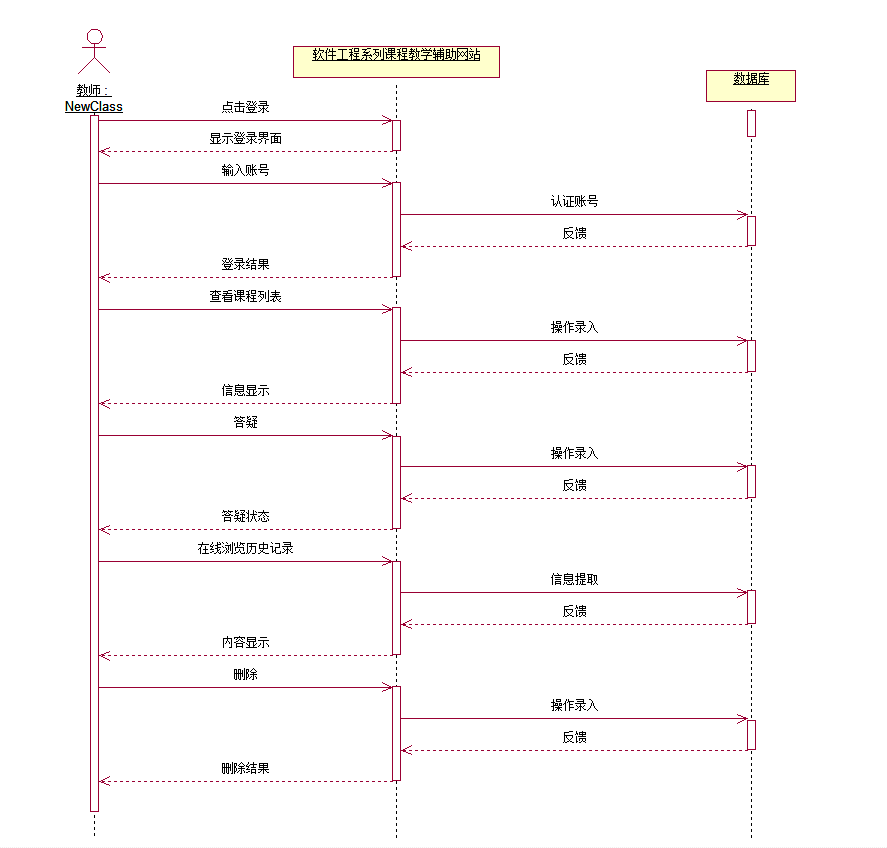 软件工程系列课程教学辅助网站
数据库
教师 :
NewClass
点击登录
显示登录界面
输入账号
认证账号
反馈
登录结果
查看课程列表
操作录入
反馈
信息显示
答疑
操作录入
反馈
答疑状态
在线浏览历史记录
信息提取
反馈
内容显示
删除
操作录入
反馈
删除结果